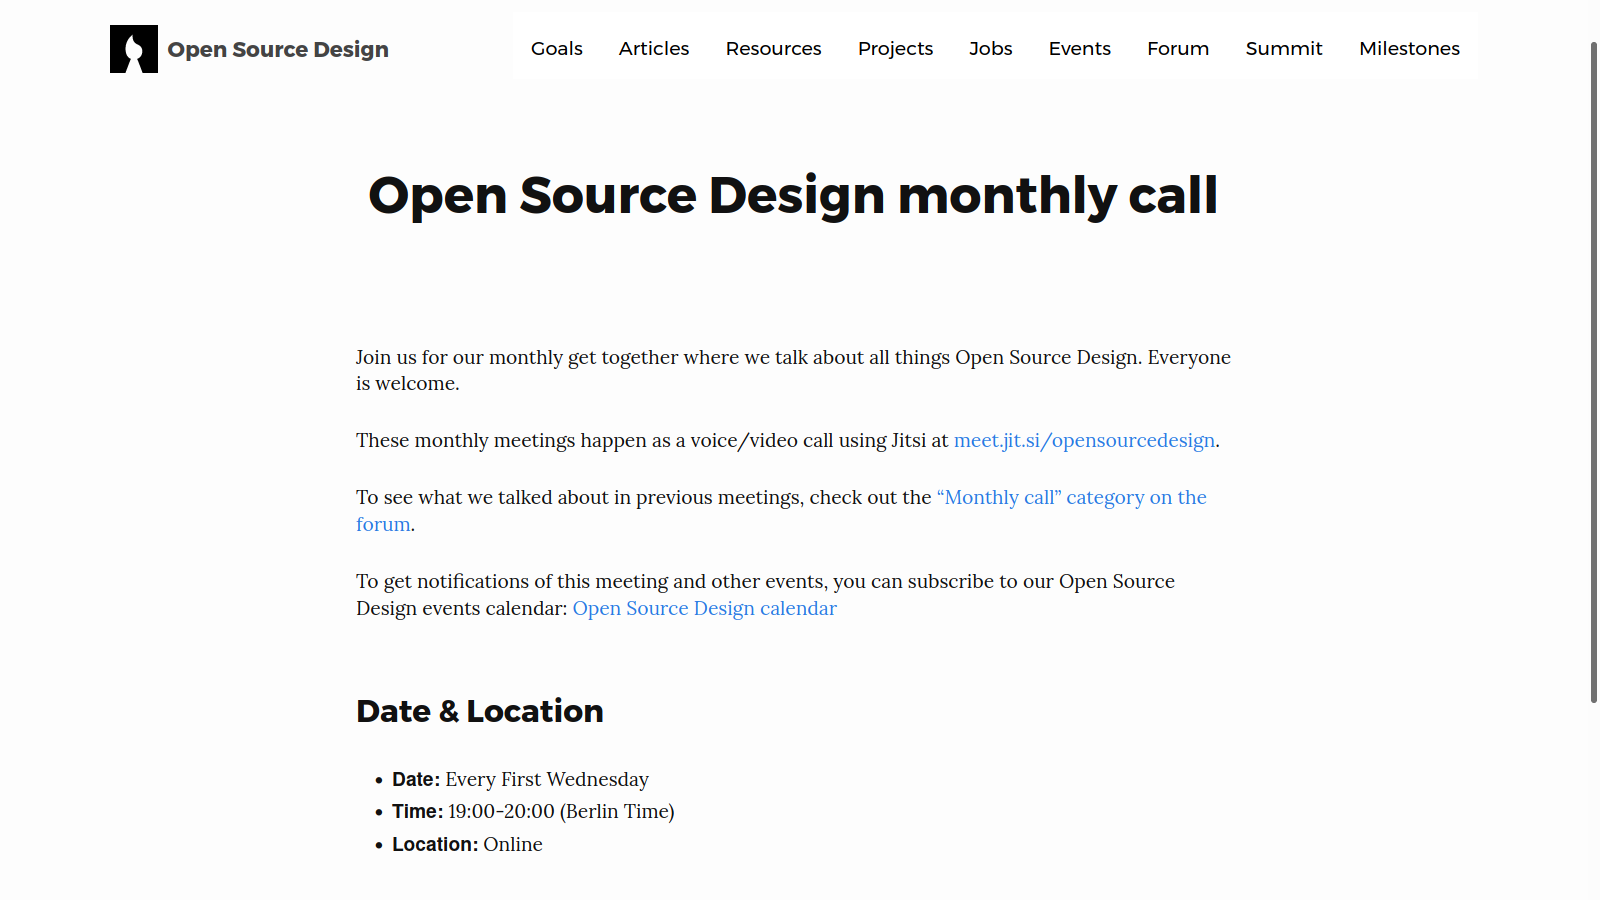 Open Source Design
Goals Articles Resources Projects Jobs Events Forum Summit Milestones
Open Source Design monthly call
Join us for our monthly get together where we talk about all things Open Source Design. Everyone
is welcome.
These monthly meetings happen as a voice/video call using Jitsi at meet.jit.si/opensourcedesign.
To see what we talked about in previous meetings, check out the “Monthly call” category on the
forum.
To get notifications of this meeting and other events, you can subscribe to our Open Source
Design events calendar: Open Source Design calendar
Date & Location
• Date: Every First Wednesday
• Time: 19:00-20:00 (Berlin Time)
• Location: Online